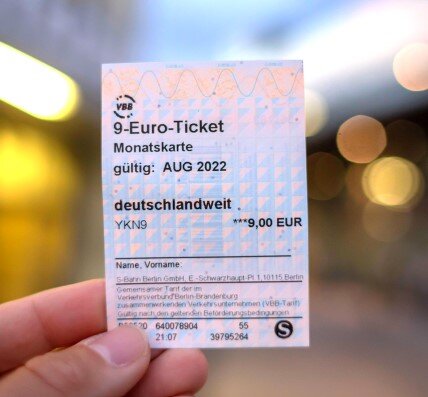 VBB
9-Euro-Ticket
Monatskarte
gültig: AUG 2022
deutschlandweit
YKN9 ***9,00 EUR
Name, Vorname:
S-Bahn Berlin GmbH, E.-Schwarzhaupt-Pl 1,10115 Berlin
Gemeinsamer Tarif der im
Verkehrsverbund Berlin-Brandenburg
zusammenwirkenden Verkehrsunternehmen (VBB-Tarif)
Gültig nach den geltenden Beförderungsbedingungen
640078904 55
21.07 39795264
S